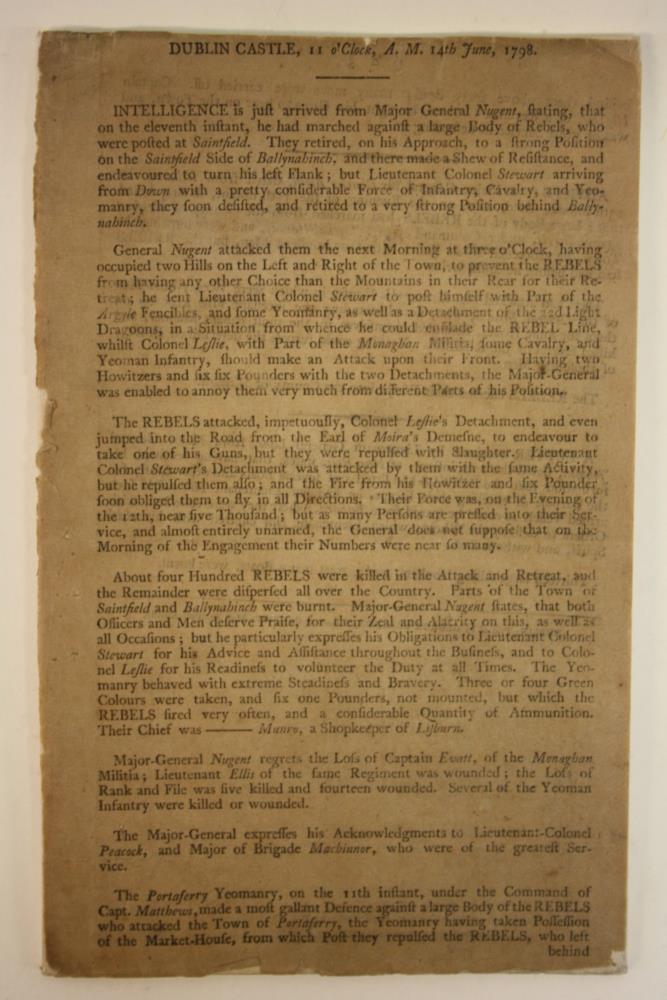 DUBLIN CASTLE, 11 o'Clock, A. M. 14th June, 1798.
INTELLIGENCE is juſt arrived from Major General Nugent, ſtating, that
on the eleventh inſtant, he had marched againſt a large Body of Rebels, who
were poſted at Saintfield. They retired, on his Approach, to a ſtrong Poſition
on the Saintfield Side of Ballynahinch, and there made a Shew of Reſiſtance, and
endeavoured to turn his left Flank; but Lieutenant Colonel Stewart arriving
from Down with a pretty conſiderable Force of Infantry, Cavalry, and Yeo-
manry, they ſoon deſiſted, and retired to a very ſtrong Poſition behind Bally-
nahinch.
General Nugent attacked them the next Morning at three o'Clock, having
occupied two Hills on the Left and Right of the Town, to prevent the REBELS
from having any other Choice than the Mountains in their Rear for their Re-
treat; he ſent Lieutenant Colonel Stewart to poſt himſelf with Part of the
Argyle Fencibles, and ſome Yeomanry, as well as a Detachment of the 22d Light
Dragoons, in a Situation from whence he could enfilade the REBEL Line,
whilſt Colonel Leſlie, with Part of the Monaghan Militia, ſome Cavalry, and
Yeoman Infantry, ſhould make an Attack upon their Front. Having two
Howitzers and ſix ſix Pounders with the two Detachments, the Major-General
was enabled to annoy them very much from different Parts of his Poſition.
The REBELS attacked, impetuouſly, Colonel Leſlie's Detachment, and even
jumped into the Road from the Earl of Moira's Demeſne, to endeavour to
take one of his Guns, but they were repulſed with Slaughter. Lieutenant
Colonel Stewart's Detachment was attacked by them with the ſame Activity,
but he repulſed them alſo; and the Fire from his Howitzer and ſix Pounder
ſoon obliged them to fly in all Directions. Their Force was, on the Evening of
the 12th, near five Thouſand; but as many Perſons are preſſed into their Ser-
vice, and almoſt entirely unarmed, the General does not ſuppoſe that on the
Morning of the Engagement their Numbers were near ſo many.
About four Hundred REBELS were killed in the Attack and Retreat, and
the Remainder were diſperſed all over the Country. Parts of the Town of
Saintfield and Ballynahinch were burnt. Major-General Nugent ſtates, that both
Officers and Men deſerve Praiſe, for their Zeal and Alacrity on this, as well as
all Occaſions; but he particularly expreſſes his Obligations to Lieutenant Colonel
Stewart for his Advice and Aſſiſtance throughout the Buſineſs, and to Colo-
nel Leſlie for his Readineſs to volunteer the Duty at all Times. The Yeo-
manry behaved with extreme Steadineſs and Bravery. Three or four Green
Colours were taken, and ſix one Pounders, not mounted, but which the
REBELS fired very often, and a conſiderable Quantity of Ammunition.
Their Chief was ——— Munro, a Shopkeeper of Liſburn.
Major-General Nugent regrets the Loſs of Captain Evatt, of the Monaghan
Militia; Lieutenant Ellis of the ſame Regiment was wounded; the Loſs of
Rank and File was five killed and fourteen wounded. Several of the Yeoman
Infantry were killed or wounded.
The Major-General expreſſes his Acknowledgments to Lieutenant-Colonel
Peacock, and Major of Brigade Machinnor, who were of the greateſt Ser-
vice.
The Portaferry Yeomanry, on the 11th inſtant, under the Command of
Capt. Matthews, made a moſt gallant Defence againſt a large Body of the REBELS
who attacked the Town of Portaferry, the Yeomanry having taken Poſſeſſion
of the Market-Houſe, from which Poſt they repulſed the REBELS, who left
behind